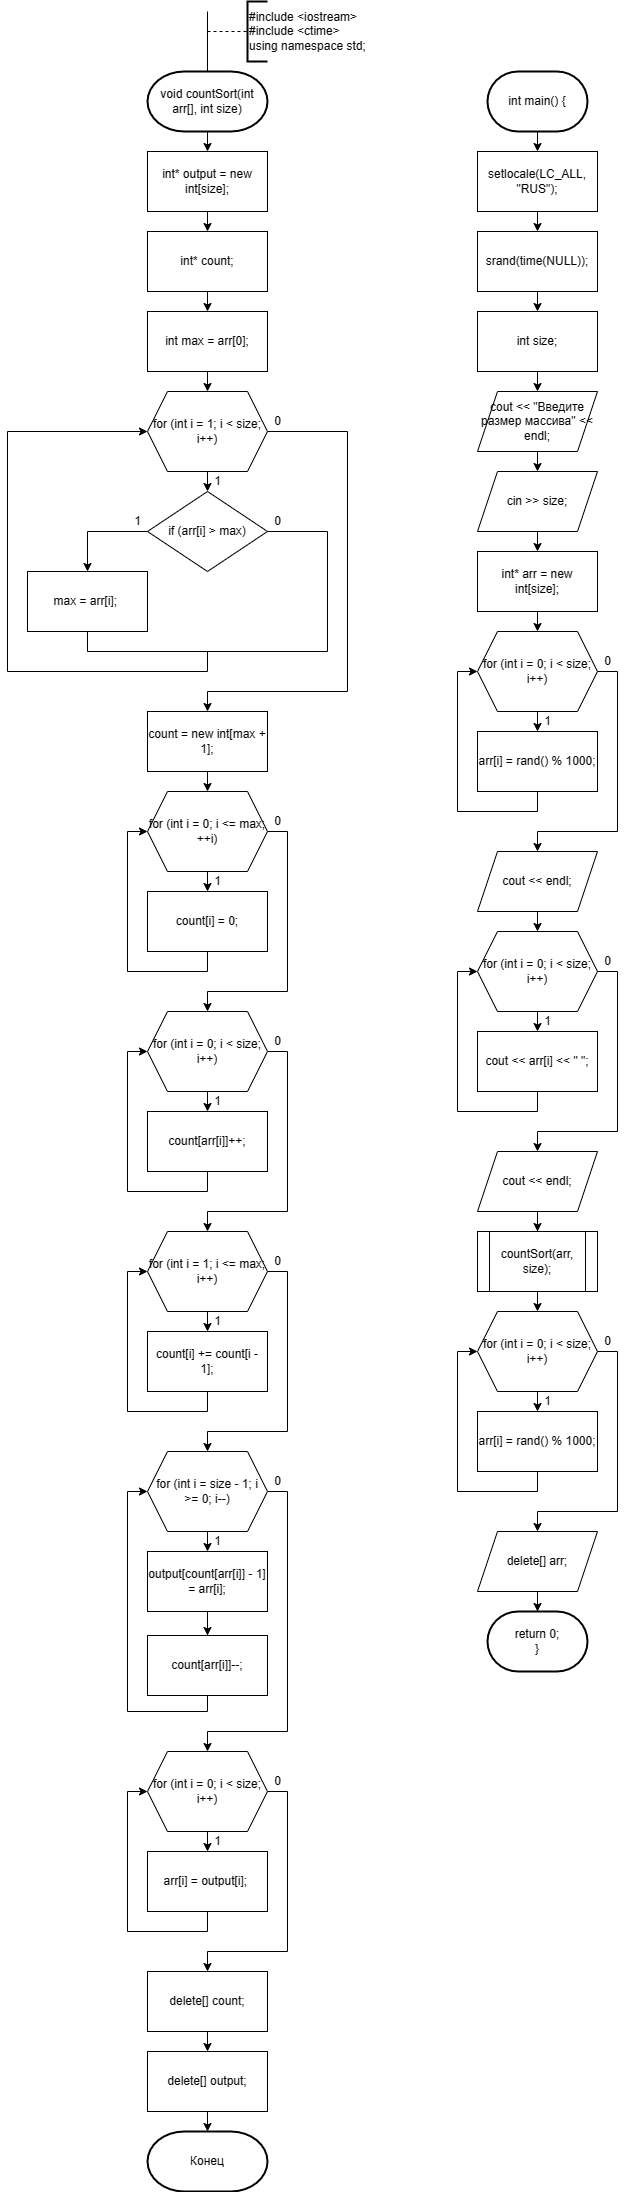 #include <iostream>
#include <ctime>
using namespace std;
void countSort(int
arr[], int size)
int* output = new
int[size];
int* count;
int max = arr[0];
for (int i = 1; i < size;
i++)
0
1
if (arr[i] > max)
1
0
max = arr[i];
count = new int[max +
1];
for (int i = 0; i <= max;
++i)
0
1
count[i] = 0;
for (int i = 0; i < size;
i++)
0
1
count[arr[i]]++;
for (int i = 1; i <= max;
i++)
0
1
count[i] += count[i -
1];
for (int i = size - 1; i
>= 0; i--)
0
1
output[count[arr[i]] - 1]
= arr[i];
count[arr[i]]--;
for (int i = 0; i < size;
i++)
0
1
arr[i] = output[i];
delete[] count;
delete[] output;
Конец
int main() {
setlocale(LC_ALL,
"RUS");
srand(time(NULL));
int size;
cout << "Введите
размер массива" <<
endl;
cin >> size;
int* arr = new
int[size];
for (int i = 0; i < size;
i++)
0
1
arr[i] = rand() % 1000;
cout << endl;
for (int i = 0; i < size;
i++)
0
1
cout << arr[i] << " ";
cout << endl;
countSort(arr,
size);
for (int i = 0; i < size;
i++)
0
1
arr[i] = rand() % 1000;
delete[] arr;
return 0;
}